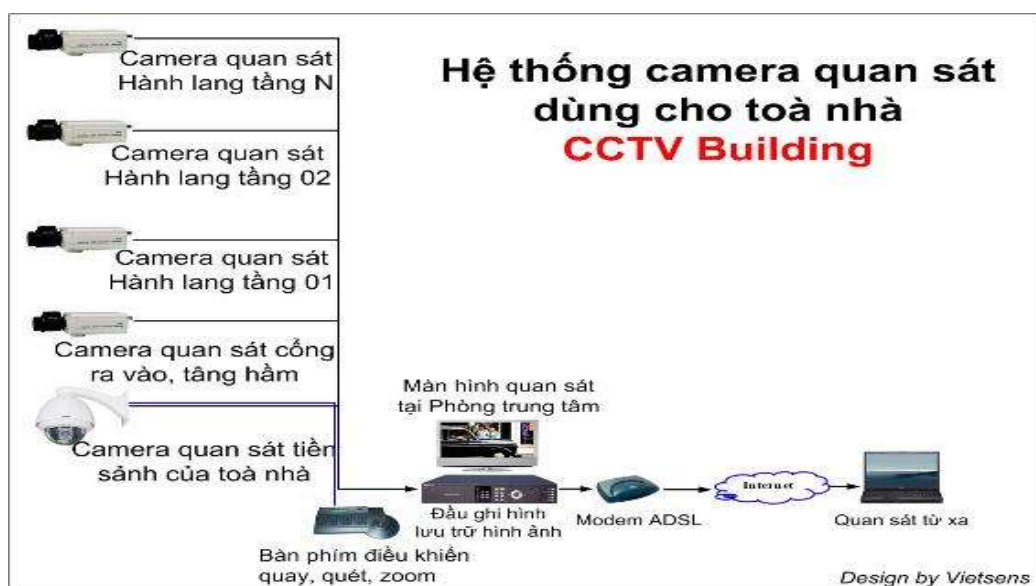 Camera quan sát
Hành lang tầng N
Hệ thống camera quan sát
dùng cho toà nhà
CCTV Building
Camera quan sát
Hành lang tầng 02
Camera quan sát
Hành lang tầng 01
Camera quan sát cổng
ra vào, tâng hầm
Camera quan sát tiền
sảnh của toà nhà
Màn hình quan sát
tại Phòng trung tâm
Đầu ghi hình
lưu trữ hình ảnh
Modem ADSL
Internet
Quan sát từ xa
Bàn phím điều khiển
quay, quét, zoom
Design by Vietsens